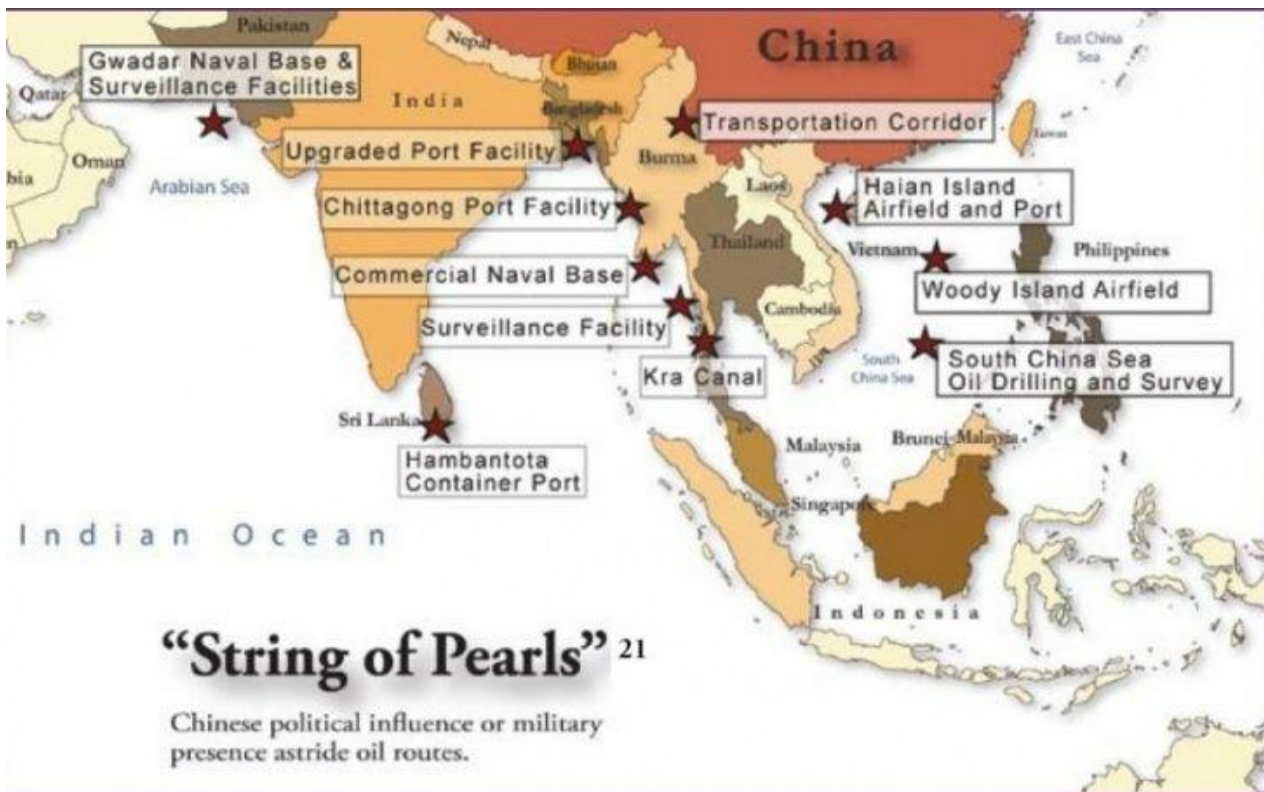 Pakistan
Nepal
China
East China
Sea
Gwadar Naval Base &
Surveillance Facilities
Bhutan
Qatar
India
Bangladesh
Transportation Corridor
Taiwan
Upgraded Port Facility
Burma
Oman
bia
Arabian Sea
Laos
Haian Island
Airfield and Port
Chittagong Port Facility
Thailand
Vietnam
Philippines
Commercial Naval Base
Woody Island Airfield
Cambodia
Surveillance Facility
South
China Sea
South China Sea
Oil Drilling and Survey
Kra Canal
Sri Lanka
Malaysia
Brunei
Malaysia
Hambantota
Container Port
Singapore
Indian Ocean
Indonesia
“String of Pearls” 21
Chinese political influence or military
presence astride oil routes.